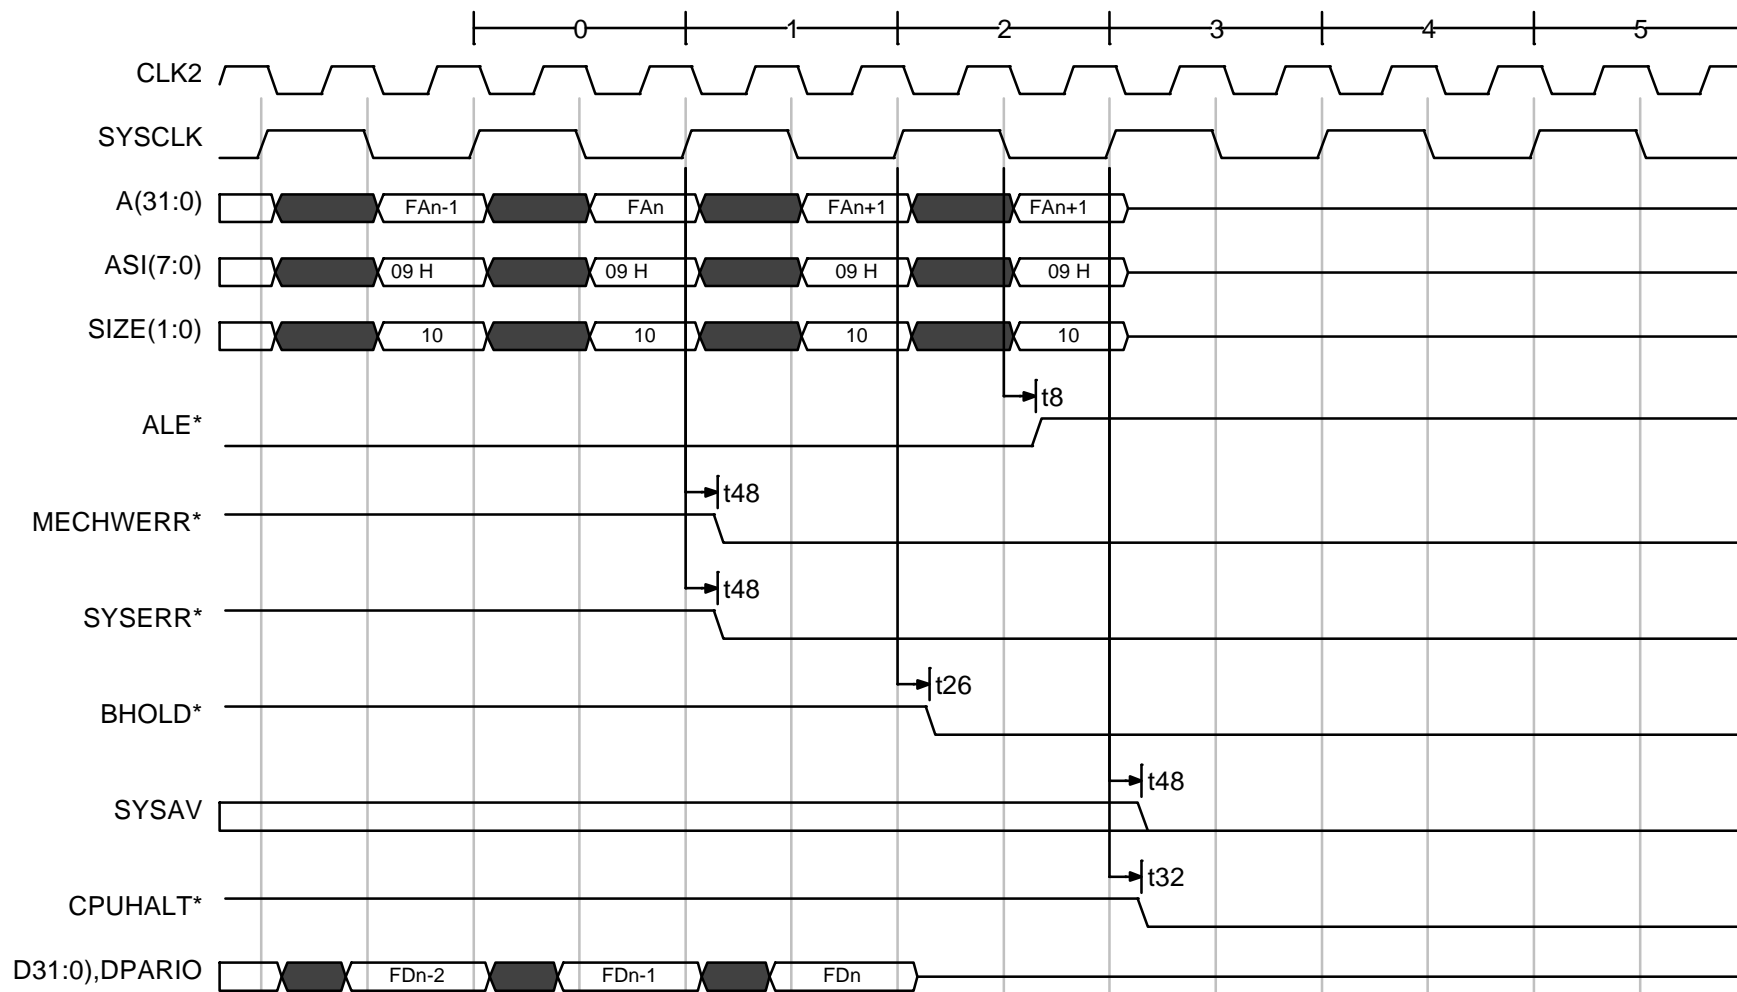 0 1 2 3 4 5
CLK2
SYSCLK
A(31:0) FAn-1 FAn FAn+1 FAn+1
ASI(7:0) 09 H 09 H 09 H 09 H
SIZE(1:0) 10 10 10 10
t8
ALE*
t48
MECHWERR*
t48
SYSERR*
t26
BHOLD*
t48
SYSAV
t32
CPUHALT*
D31:0),DPARIO FDn-2 FDn-1 FDn